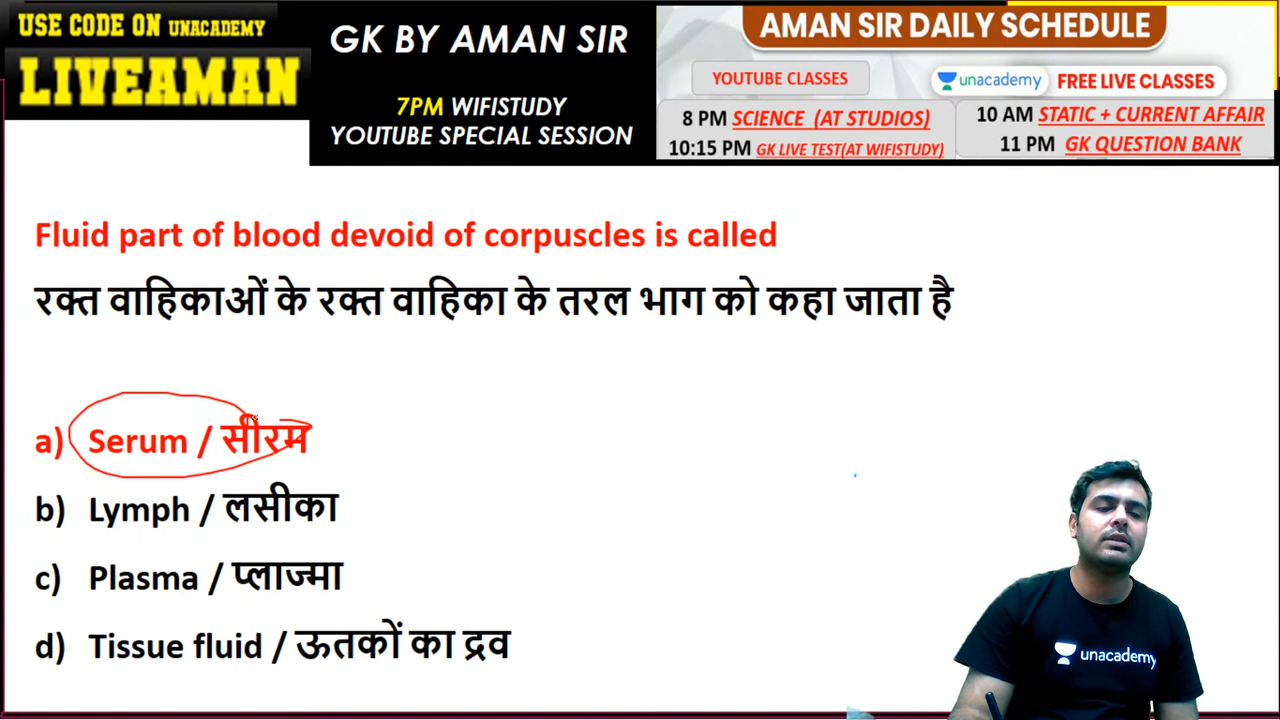 USE CODE ON UNACADEMY
LIVEAMAN
GK BY AMAN SIR
7PM WIFISTUDY
YOUTUBE SPECIAL SESSION
AMAN SIR DAILY SCHEDULE
YOUTUBE CLASSES
unacademy FREE LIVE CLASSES
8 PM SCIENCE (AT STUDIOS)
10:15 PM GK LIVE TEST(AT WIFISTUDY)
10 AM STATIC + CURRENT AFFAIR
11 PM GK QUESTION BANK
Fluid part of blood devoid of corpuscles is called
रक्त वाहिकाओं के रक्त वाहिका के तरल भाग को कहा जाता है
a) Serum / सीरम
b) Lymph / लसीका
c) Plasma / प्लाज्मा
d) Tissue fluid / ऊतकों का द्रव
unacademy